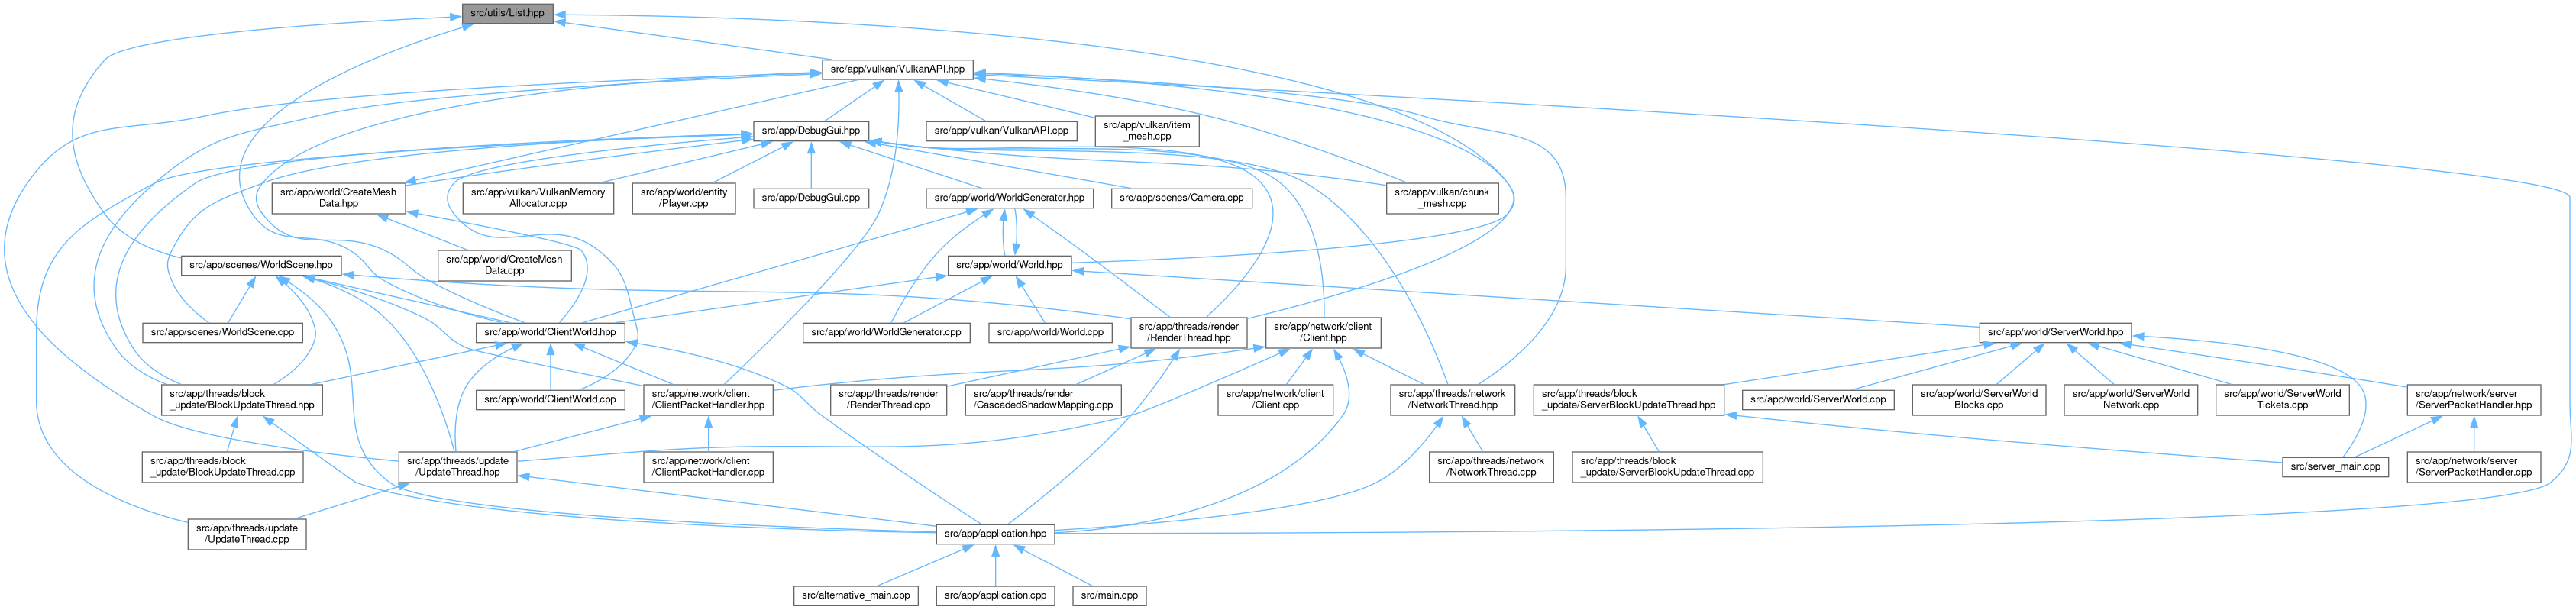 src/utils/List.hpp
src/app/vulkan/VulkanAPI.hpp
src/app/DebugGui.hpp
src/app/vulkan/VulkanAPI.cpp
src/app/vulkan/item
_mesh.cpp
src/app/world/CreateMesh
Data.hpp
src/app/vulkan/VulkanMemory
Allocator.cpp
src/app/world/entity
/Player.cpp
src/app/DebugGui.cpp
src/app/world/WorldGenerator.hpp
src/app/scenes/Camera.cpp
src/app/vulkan/chunk
_mesh.cpp
src/app/scenes/WorldScene.hpp
src/app/world/CreateMesh
Data.cpp
src/app/world/World.hpp
src/app/scenes/WorldScene.cpp
src/app/world/ClientWorld.hpp
src/app/world/WorldGenerator.cpp
src/app/world/World.cpp
src/app/threads/render
/RenderThread.hpp
src/app/network/client
/Client.hpp
src/app/world/ServerWorld.hpp
src/app/threads/block
_update/BlockUpdateThread.hpp
src/app/world/ClientWorld.cpp
src/app/network/client
/ClientPacketHandler.hpp
src/app/threads/render
/RenderThread.cpp
src/app/threads/render
/CascadedShadowMapping.cpp
src/app/network/client
/Client.cpp
src/app/threads/network
/NetworkThread.hpp
src/app/threads/block
_update/ServerBlockUpdateThread.hpp
src/app/world/ServerWorld.cpp
src/app/world/ServerWorld
Blocks.cpp
src/app/world/ServerWorld
Network.cpp
src/app/world/ServerWorld
Tickets.cpp
src/app/network/server
/ServerPacketHandler.hpp
src/app/threads/block
_update/BlockUpdateThread.cpp
src/app/threads/update
/UpdateThread.hpp
src/app/network/client
/ClientPacketHandler.cpp
src/app/threads/network
/NetworkThread.cpp
src/app/threads/block
_update/ServerBlockUpdateThread.cpp
src/server_main.cpp
src/app/network/server
/ServerPacketHandler.cpp
src/app/threads/update
/UpdateThread.cpp
src/app/application.hpp
src/alternative_main.cpp
src/app/application.cpp
src/main.cpp